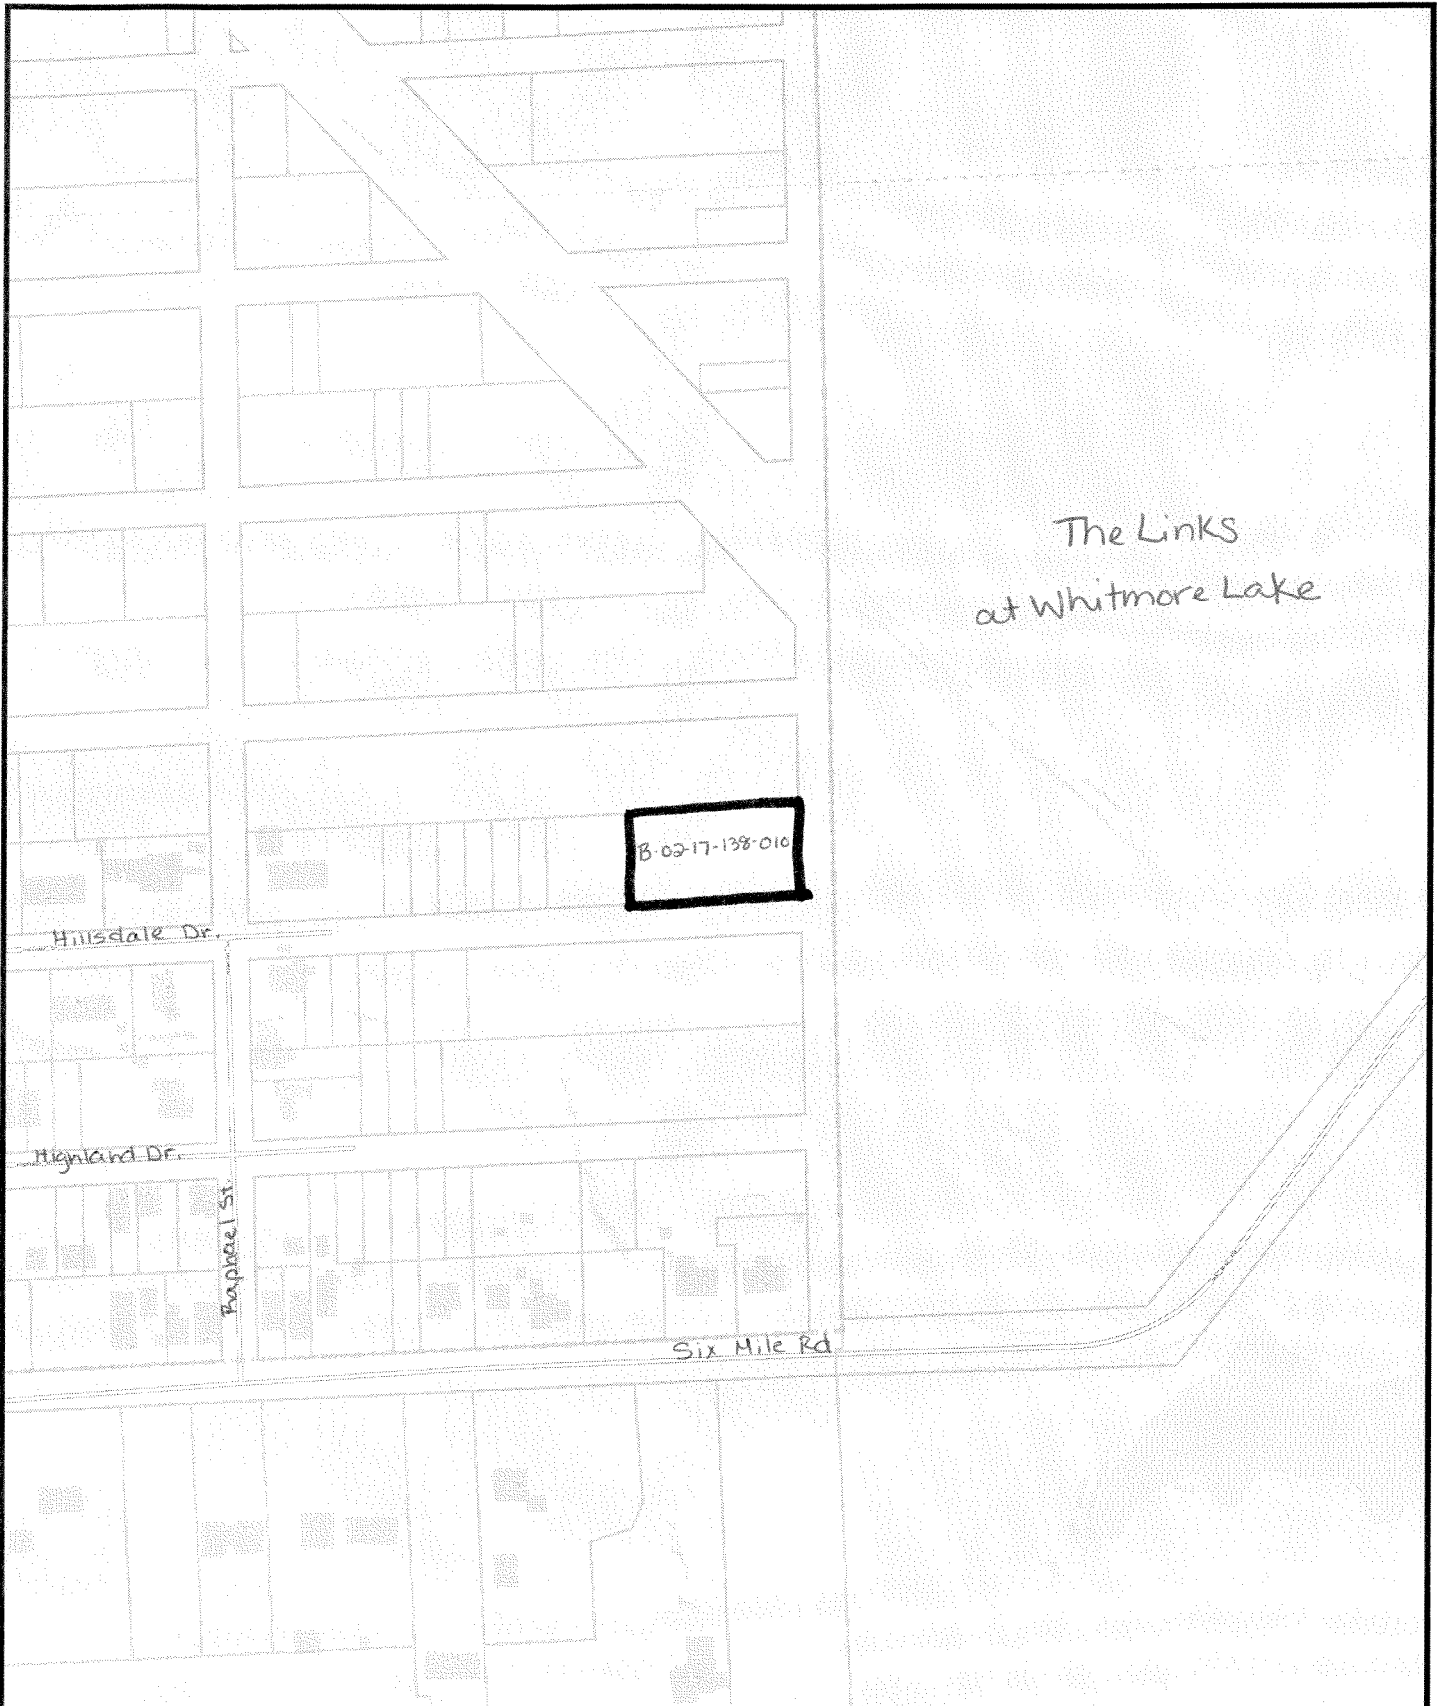 The Links
at Whitmore Lake
B-02-17-138-010
Hillsdale Dr.
Highland Dr.
Raphael St.
Six Mile Rd